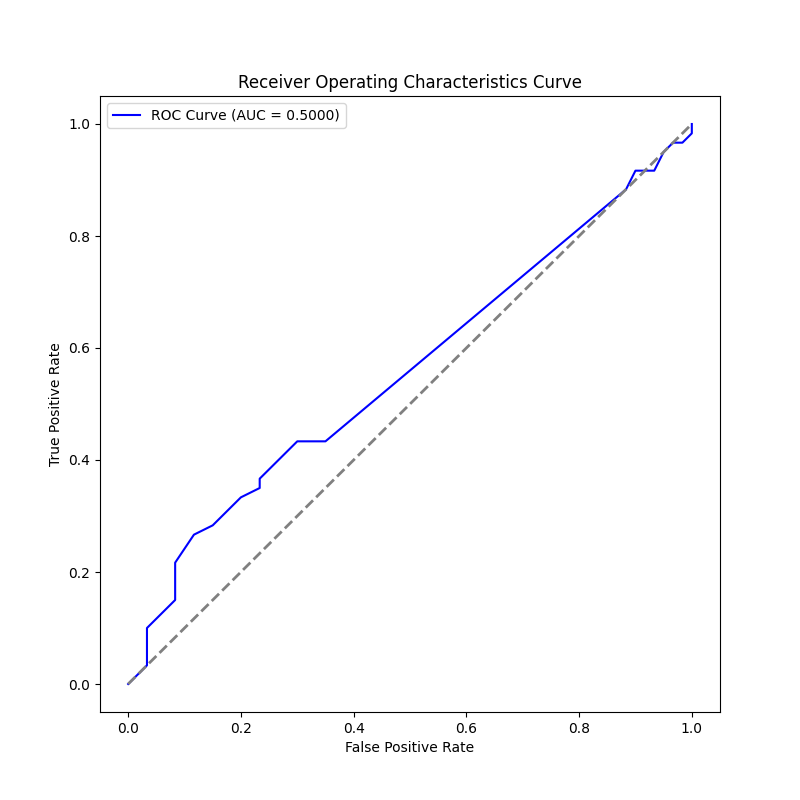 Receiver Operating Characteristics Curve
ROC Curve (AUC = 0.5000)
1.0
0.8
0.6
0.4
0.2
0.0
True Positive Rate
0.0 0.2 0.4 0.6 0.8 1.0
False Positive Rate